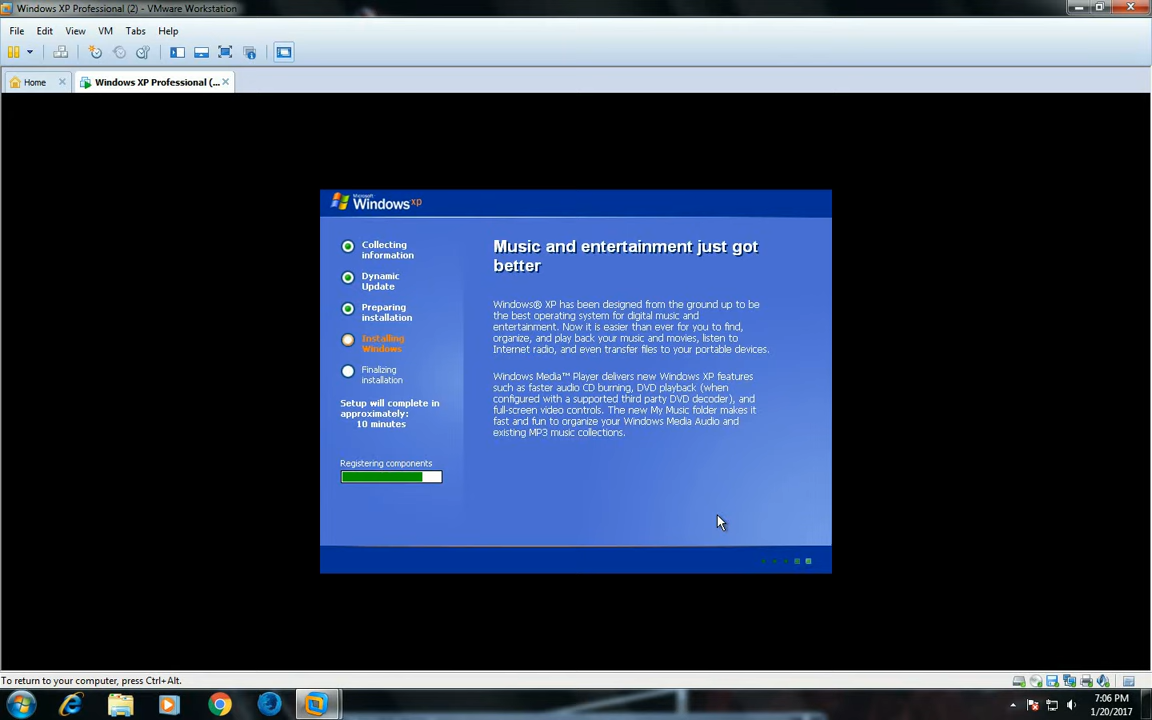 Windows XP Professional (2) - VMware Workstation
File Edit View VM Tabs Help
Home
Windows XP Professional (...
Microsoft
Windows xp
Collecting
information
Dynamic
Update
Preparing
installation
Installing
Windows
Finalizing
installation
Setup will complete in
approximately:
10 minutes
Registering components
Music and entertainment just got
better
Windows® XP has been designed from the ground up to be
the best operating system for digital music and
entertainment. Now it is easier than ever for you to find,
organize, and play back your music and movies, listen to
Internet radio, and even transfer files to your portable devices.
Windows Media™ Player delivers new Windows XP features
such as faster audio CD burning, DVD playback (when
configured with a supported third party DVD decoder), and
full-screen video controls. The new My Music folder makes it
fast and fun to organize your Windows Media Audio and
existing MP3 music collections.
To return to your computer, press Ctrl+Alt.
7:06 PM
1/20/2017